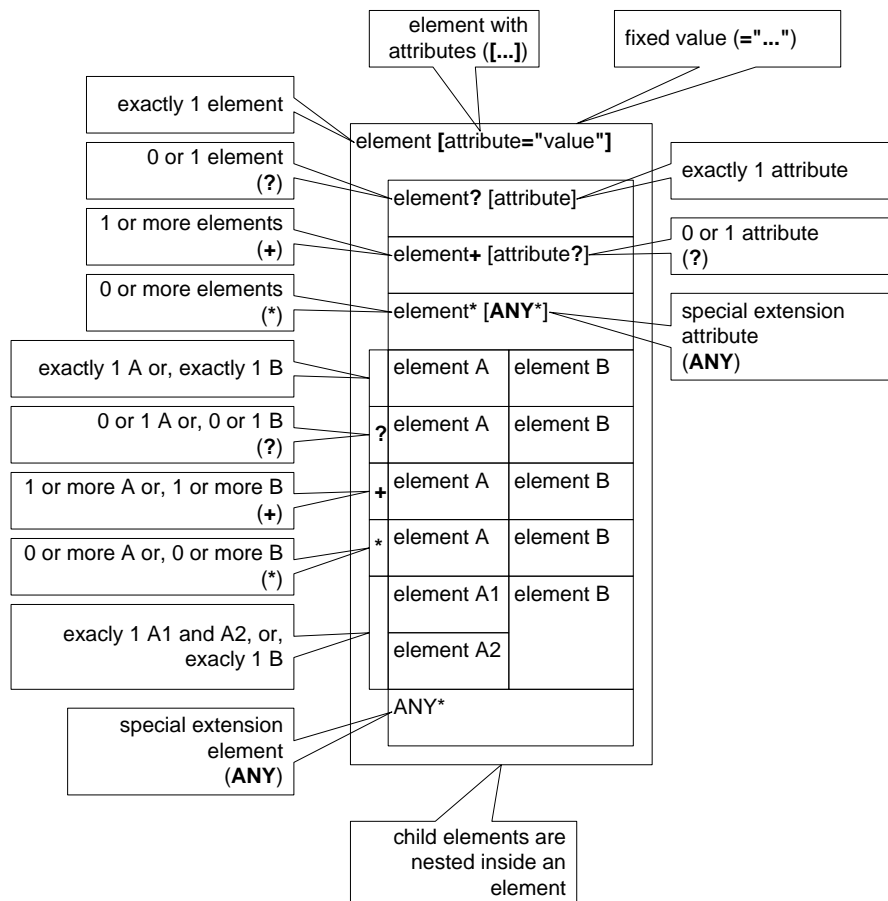 element with
attributes ([...])
fixed value (="...")
exactly 1 element
element [attribute="value"]
0 or 1 element
(?)
element? [attribute]
exactly 1 attribute
1 or more elements
(+)
element+ [attribute?]
0 or 1 attribute
(?)
0 or more elements
(*)
element* [ANY*]
special extension
attribute
(ANY)
exactly 1 A or, exactly 1 B
element A
element B
0 or 1 A or, 0 or 1 B
(?)
?
element A
element B
1 or more A or, 1 or more B
(+)
+
element A
element B
0 or more A or, 0 or more B
(*)
*
element A
element B
exacly 1 A1 and A2, or,
exacly 1 B
element A1
element B
element A2
special extension
element
(ANY)
ANY*
child elements are
nested inside an
element